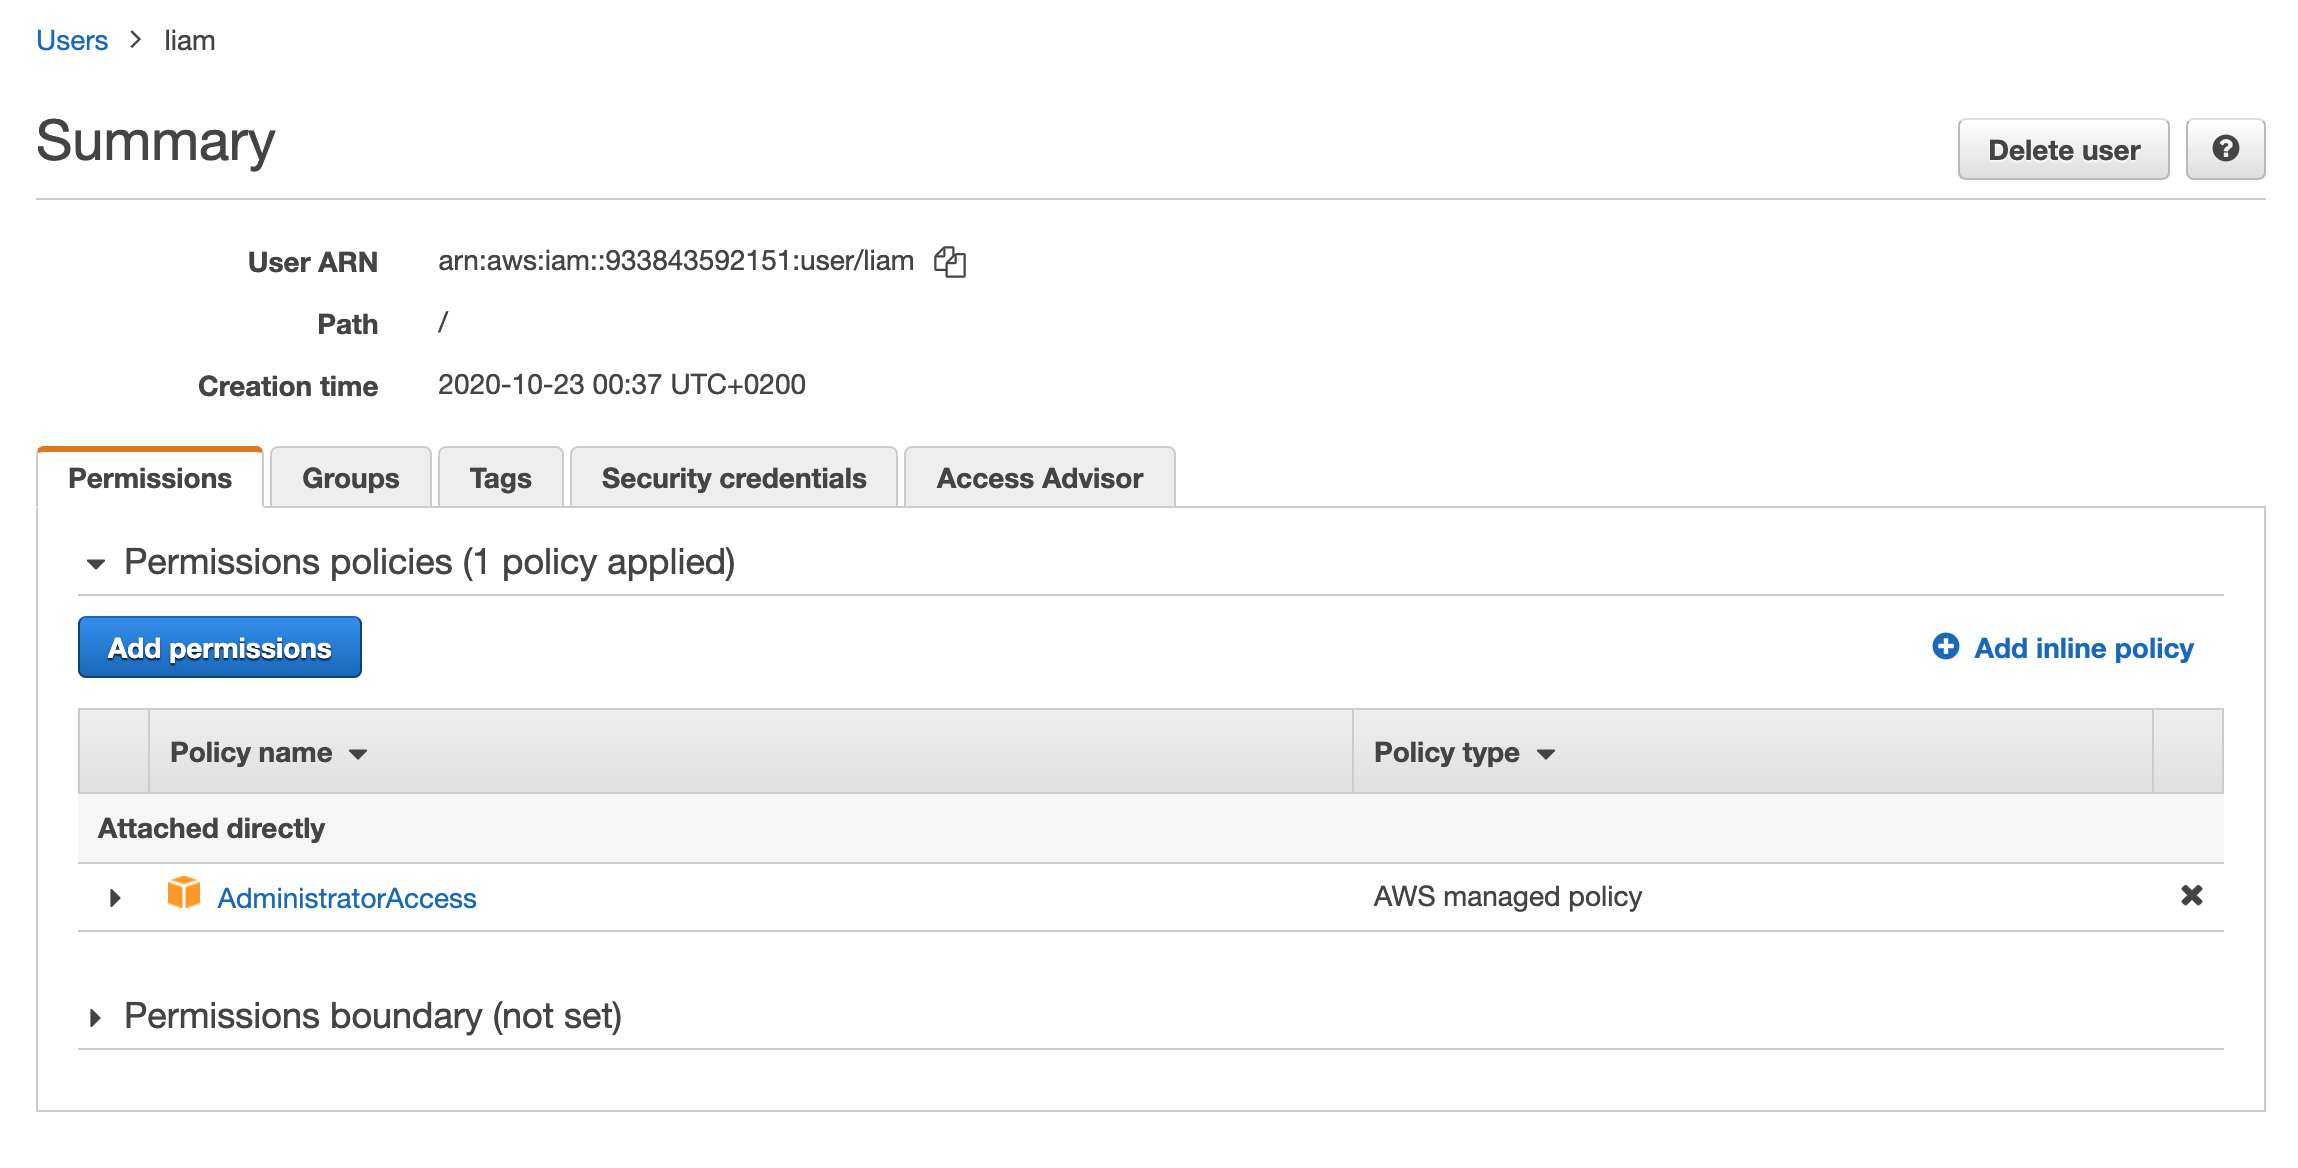 Users > liam
Summary
Delete user
?
User ARN arn:aws:iam::933843592151:user/liam
Path /
Creation time 2020-10-23 00:37 UTC+0200
Permissions Groups Tags Security credentials Access Advisor
Permissions policies (1 policy applied)
Add permissions
Add inline policy
Policy name Policy type
Attached directly
AdministratorAccess AWS managed policy
Permissions boundary (not set)